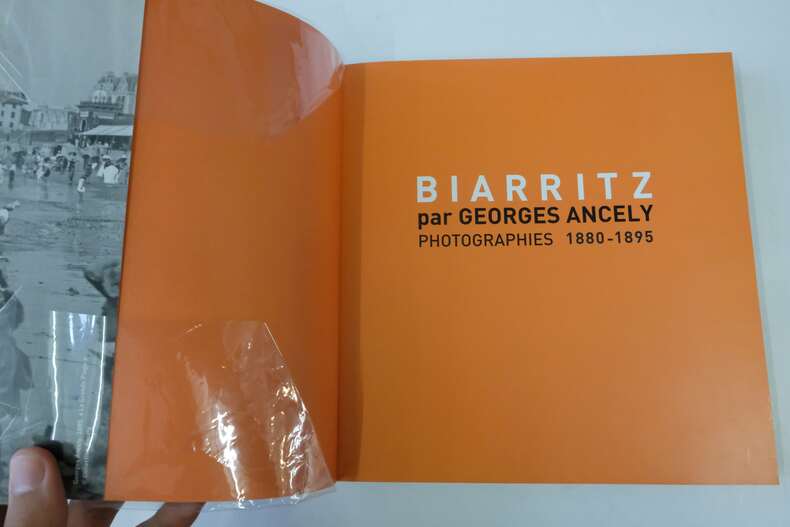 BIARRITZ
par GEORGES ANCELY
PHOTOGRAPHIES 1880-1895